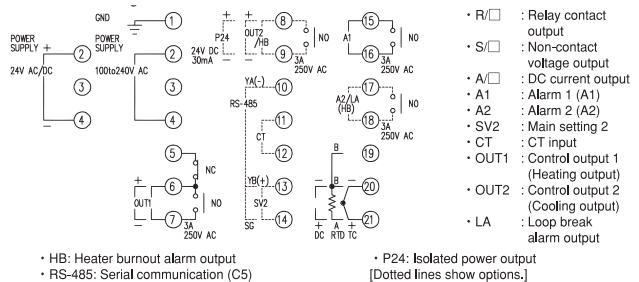 GND
1
POWER
SUPPLY +
24V AC/DC
2
3
4
−
POWER
SUPPLY
100to240V AC
2
3
4
5
NC
6
+
OUT1
−
7
NO
3A
250V AC
P24
+
−
24V DC
30mA
+
OUT2
/HB
−
8
9
NO
3A
250V AC
YA(-)
10
RS-485
11
CT
12
YB(+)
13
+
SV2
−
14
SG
A1
15
16
NO
3A
250V AC
A2/LA
(HB)
17
18
NO
3A
250V AC
B
19
B
20
A
21
−
+
DC
RTD
−
+
TC
・R/□ : Relay contact
output
・S/□ : Non-contact
voltage output
・A/□ : DC current output
・A1 : Alarm 1 (A1)
・A2 : Alarm 2 (A2)
・SV2 : Main setting 2
・CT : CT input
・OUT1 : Control output 1
(Heating output)
・OUT2 : Control output 2
(Cooling output)
・LA : Loop break
alarm output
・HB: Heater burnout alarm output
・RS-485: Serial communication (C5)
・P24: Isolated power output
[Dotted lines show options.]